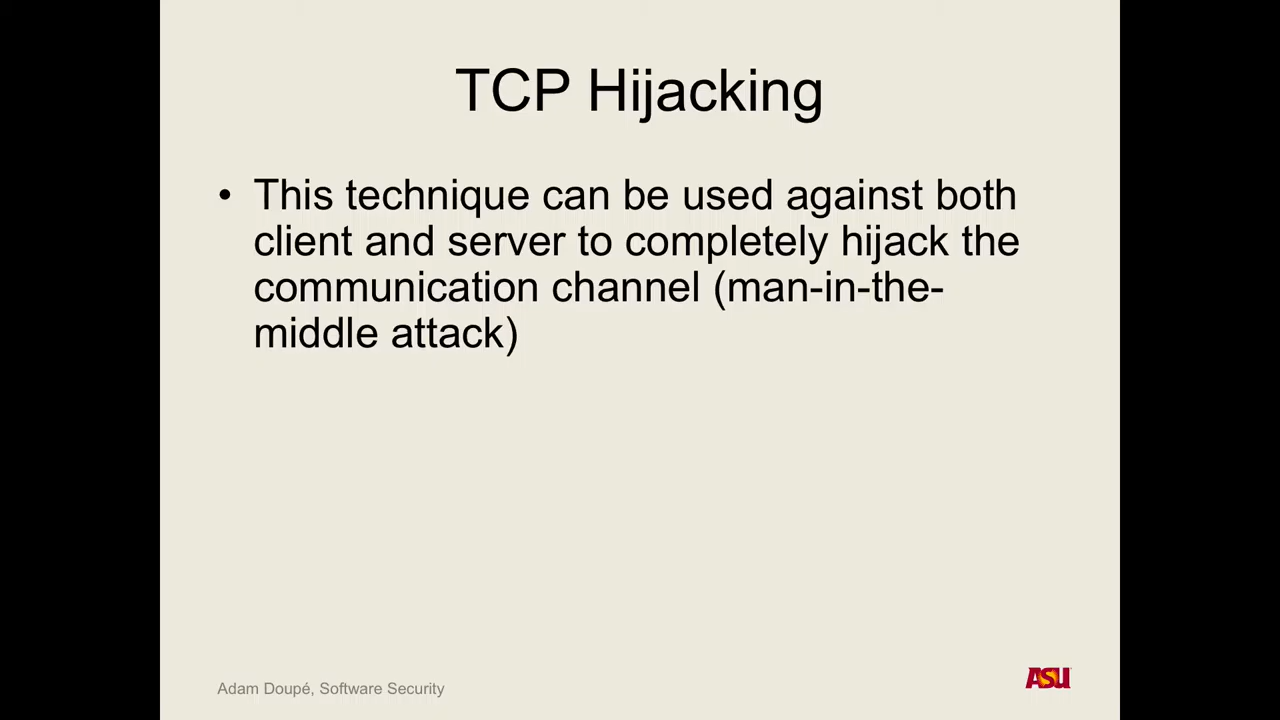 TCP Hijacking
• This technique can be used against both
client and server to completely hijack the
communication channel (man-in-the-
middle attack)
Adam Doupé, Software Security
ASU